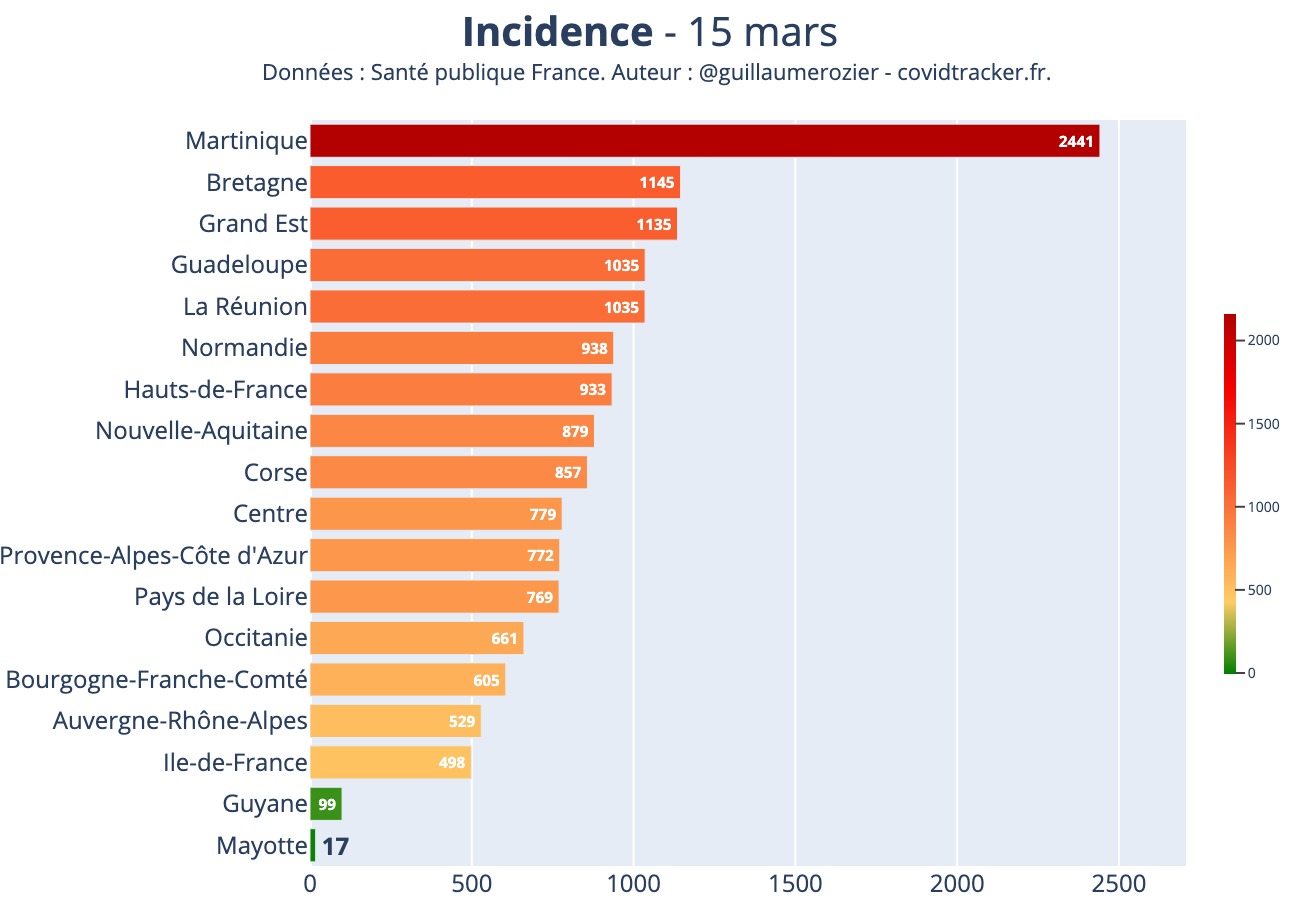 Incidence - 15 mars
Données : Santé publique France. Auteur : @guillaumerozier - covidtracker.fr.
Martinique 2441
Bretagne 1145
Grand Est 1135
Guadeloupe 1035
La Réunion 1035
Normandie 938
Hauts-de-France 933
Nouvelle-Aquitaine 879
Corse 857
Centre 779
Provence-Alpes-Côte d'Azur 772
Pays de la Loire 769
Occitanie 661
Bourgogne-Franche-Comté 605
Auvergne-Rhône-Alpes 529
Ile-de-France 498
Guyane 99
Mayotte 17
0 500 1000 1500 2000 2500
2000
1500
1000
500
0